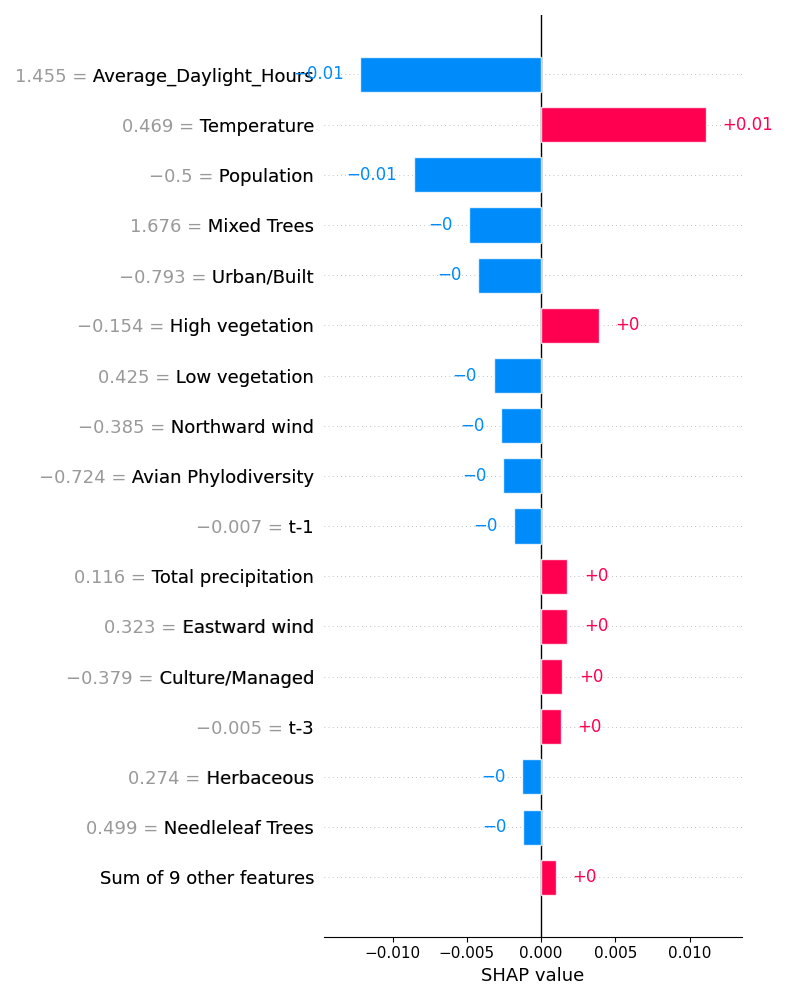 1.455 = Average_Daylight_Hours −0.01
0.469 = Temperature +0.01
−0.5 = Population −0.01
1.676 = Mixed Trees −0
−0.793 = Urban/Built −0
−0.154 = High vegetation +0
0.425 = Low vegetation −0
−0.385 = Northward wind −0
−0.724 = Avian Phylodiversity −0
−0.007 = t-1 −0
0.116 = Total precipitation +0
0.323 = Eastward wind +0
−0.379 = Culture/Managed +0
−0.005 = t-3 +0
0.274 = Herbaceous −0
0.499 = Needleleaf Trees −0
Sum of 9 other features +0
−0.010 −0.005 0.000 0.005 0.010
SHAP value